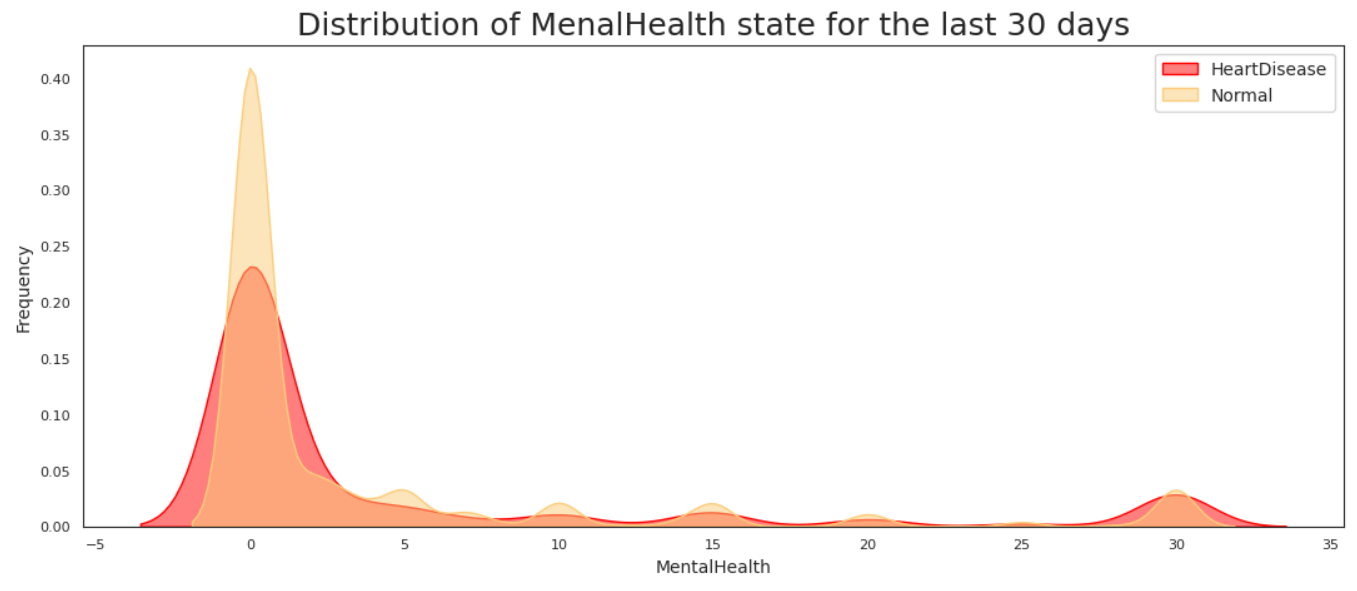 Distribution of MenalHealth state for the last 30 days
HeartDisease
Normal
Frequency
0.40
0.35
0.30
0.25
0.20
0.15
0.10
0.05
0.00
−5 0 5 10 15 20 25 30 35
MentalHealth